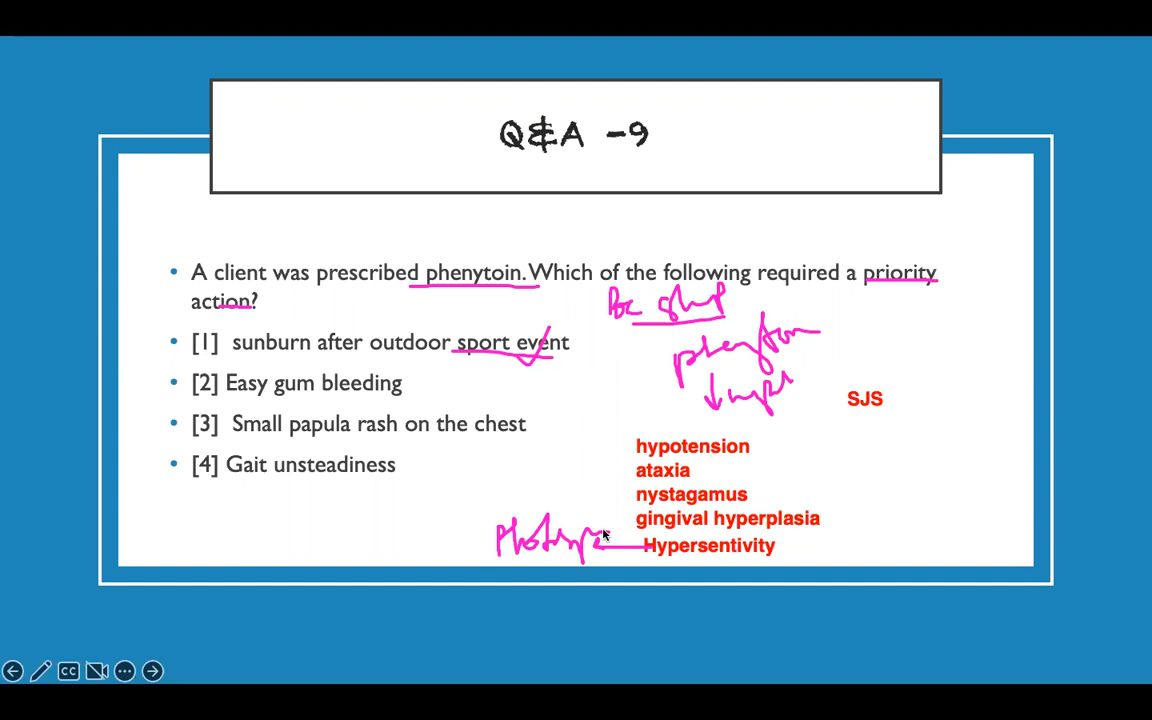 Q&A -9
• A client was prescribed phenytoin. Which of the following required a priority
action?
• [1] sunburn after outdoor sport event
• [2] Easy gum bleeding
• [3] Small papula rash on the chest
• [4] Gait unsteadiness
phenytoin
SJS
hypotension
ataxia
nystagamus
gingival hyperplasia
Hypersentivity
CC